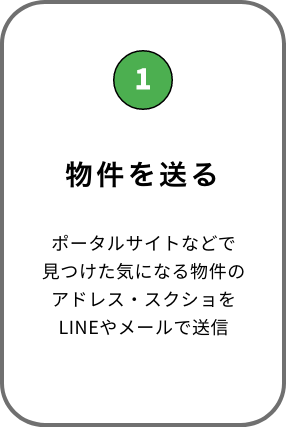 1
物件を送る
ポータルサイトなどで
見つけた気になる物件の
アドレス・スクショを
LINEやメールで送信